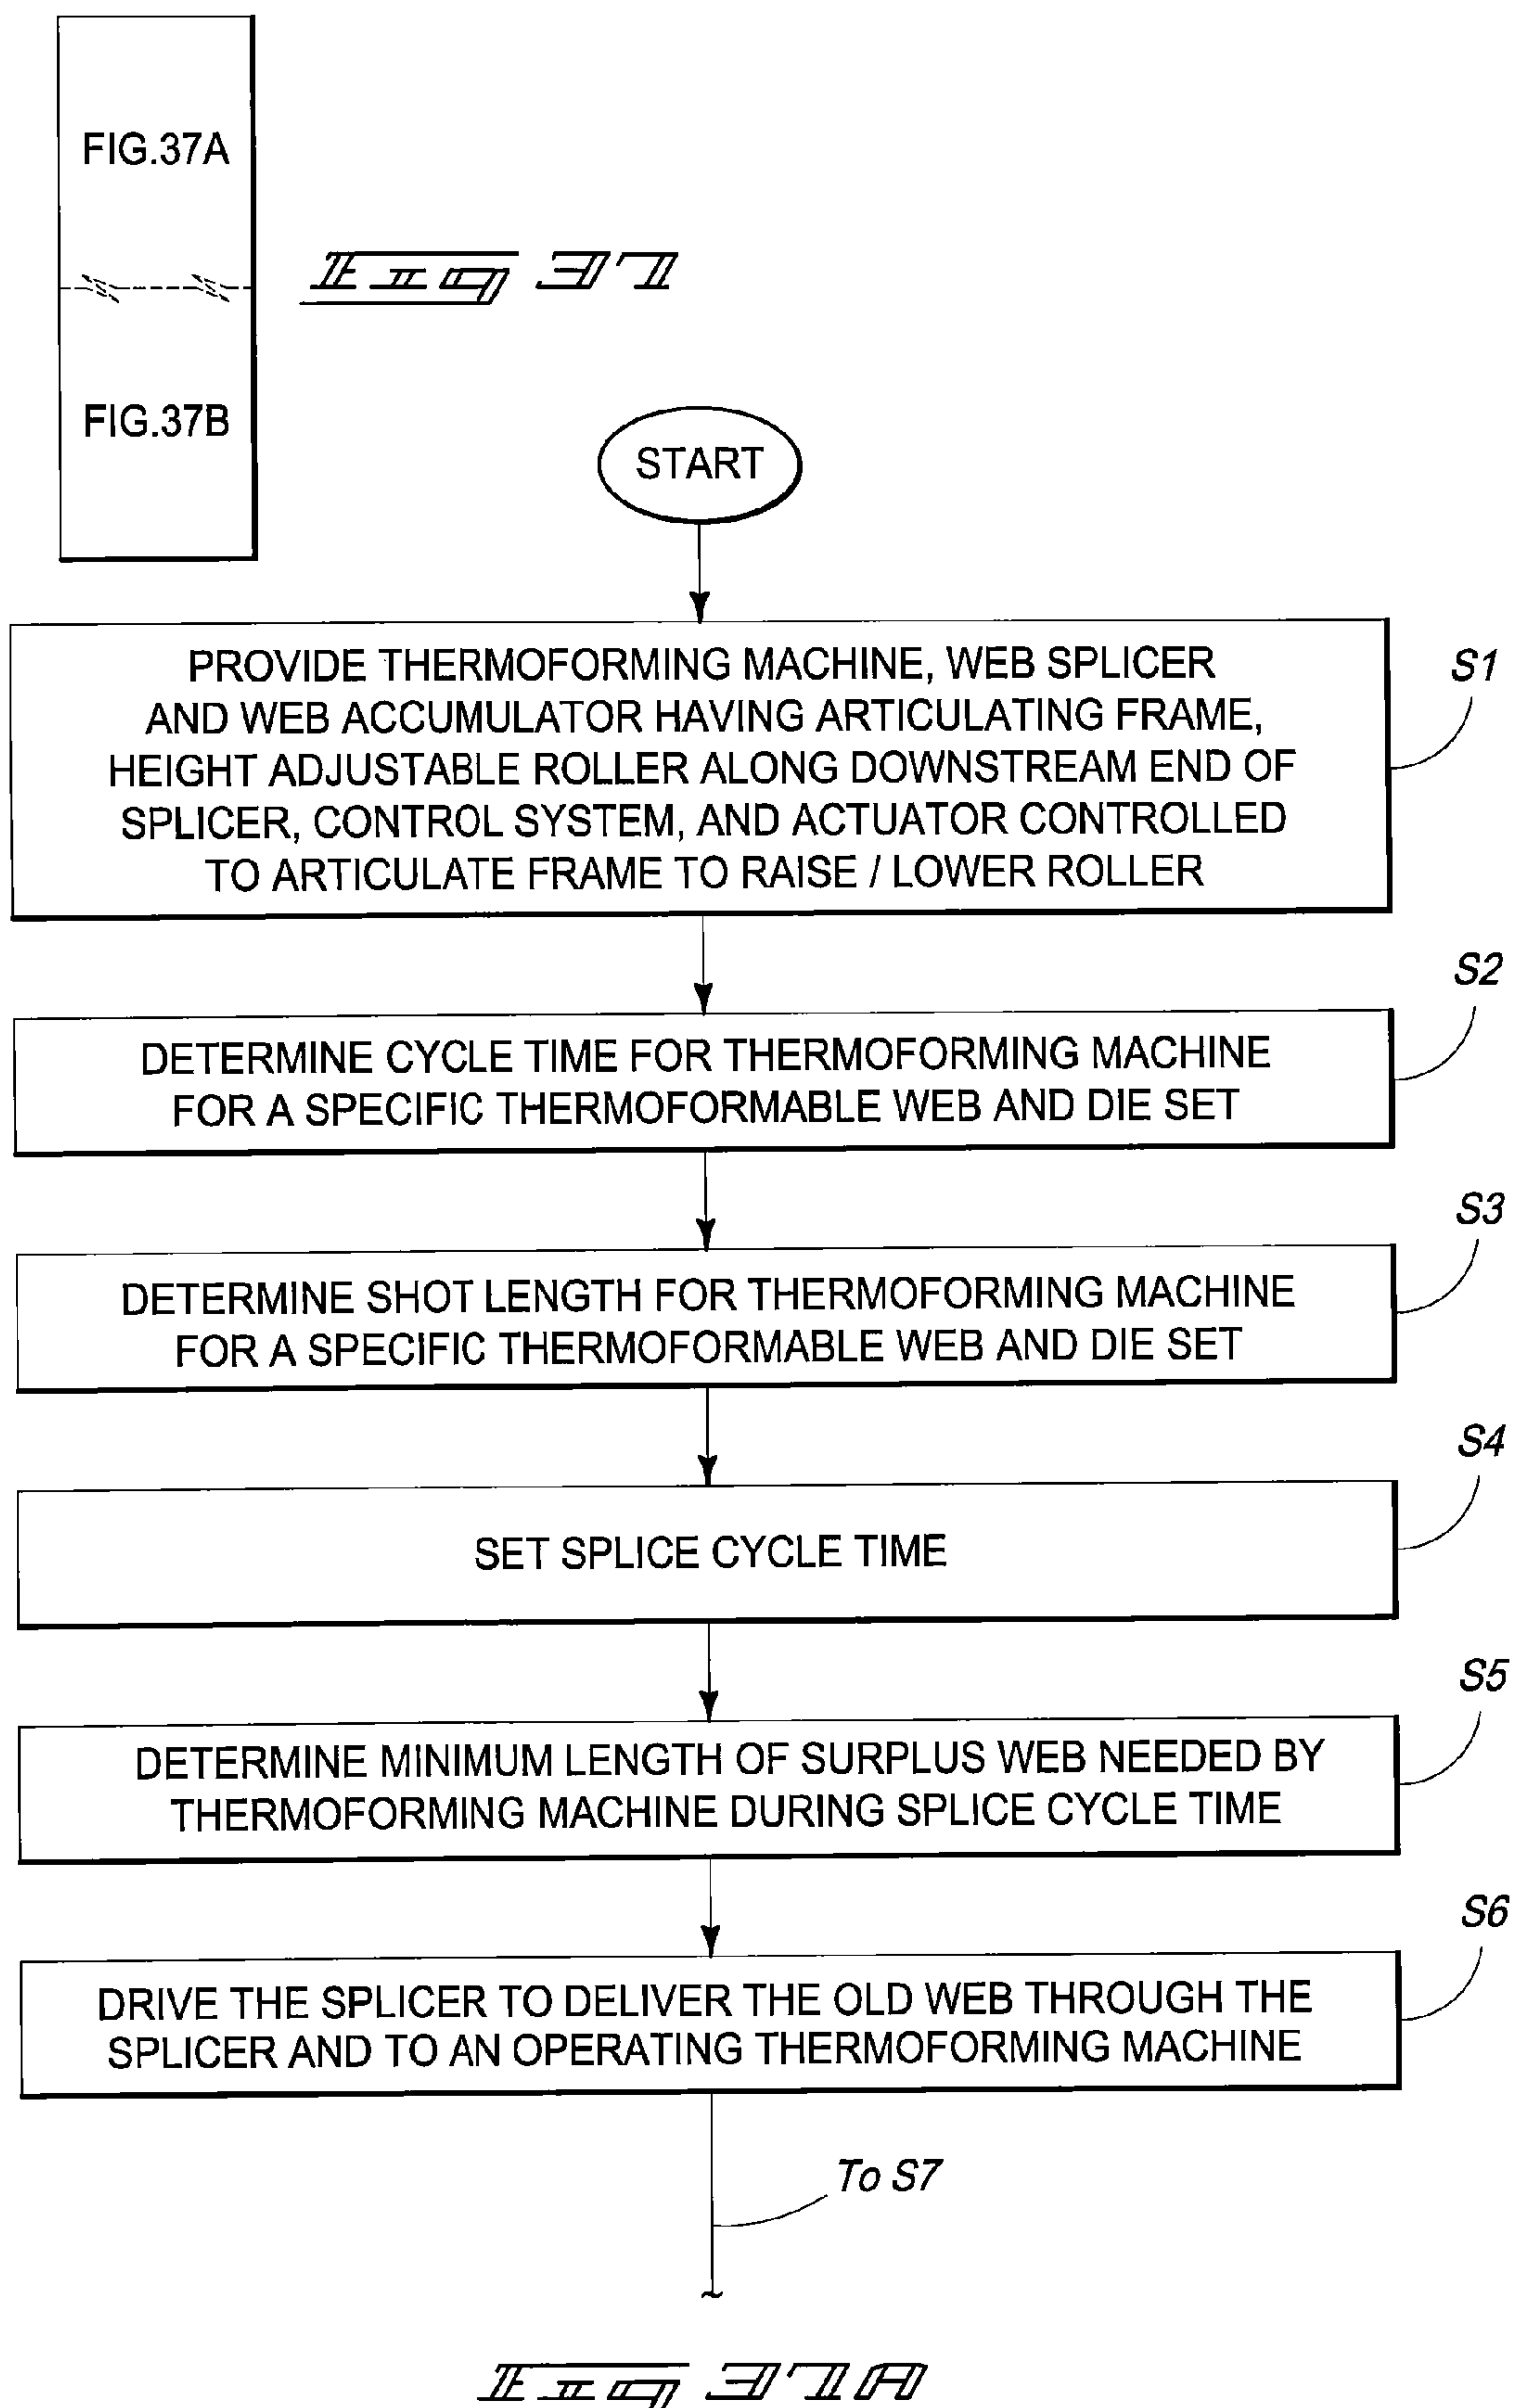 FIG.37A
FIG.37B
Fig 37
START
PROVIDE THERMOFORMING MACHINE, WEB SPLICER
AND WEB ACCUMULATOR HAVING ARTICULATING FRAME,
HEIGHT ADJUSTABLE ROLLER ALONG DOWNSTREAM END OF
SPLICER, CONTROL SYSTEM, AND ACTUATOR CONTROLLED
TO ARTICULATE FRAME TO RAISE / LOWER ROLLER
S1
DETERMINE CYCLE TIME FOR THERMOFORMING MACHINE
FOR A SPECIFIC THERMOFORMABLE WEB AND DIE SET
S2
DETERMINE SHOT LENGTH FOR THERMOFORMING MACHINE
FOR A SPECIFIC THERMOFORMABLE WEB AND DIE SET
S3
SET SPLICE CYCLE TIME
S4
DETERMINE MINIMUM LENGTH OF SURPLUS WEB NEEDED BY
THERMOFORMING MACHINE DURING SPLICE CYCLE TIME
S5
DRIVE THE SPLICER TO DELIVER THE OLD WEB THROUGH THE
SPLICER AND TO AN OPERATING THERMOFORMING MACHINE
S6
To S7
Fig 37A